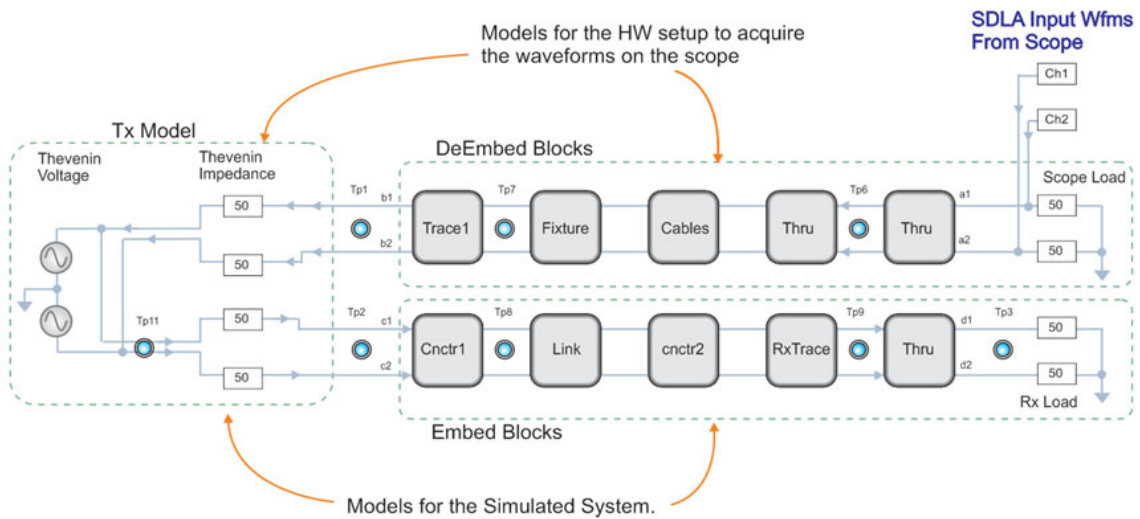 SDLA Input Wfms
From Scope
Models for the HW setup to acquire
the waveforms on the scope
Ch1
Ch2
Tx Model
DeEmbed Blocks
Thevenin
Voltage
Thevenin
Impedance
Scope Load
Tp1
b1
Tp7
Tp6
a1
50
50
Trace1
Fixture
Cables
Thru
Thru
b2
a2
50
50
Tp11
50
Tp2
c1
Tp8
Tp9
d1
Tp3
50
Cnctr1
Link
cnctr2
RxTrace
Thru
50
c2
d2
50
Rx Load
Embed Blocks
Models for the Simulated System.